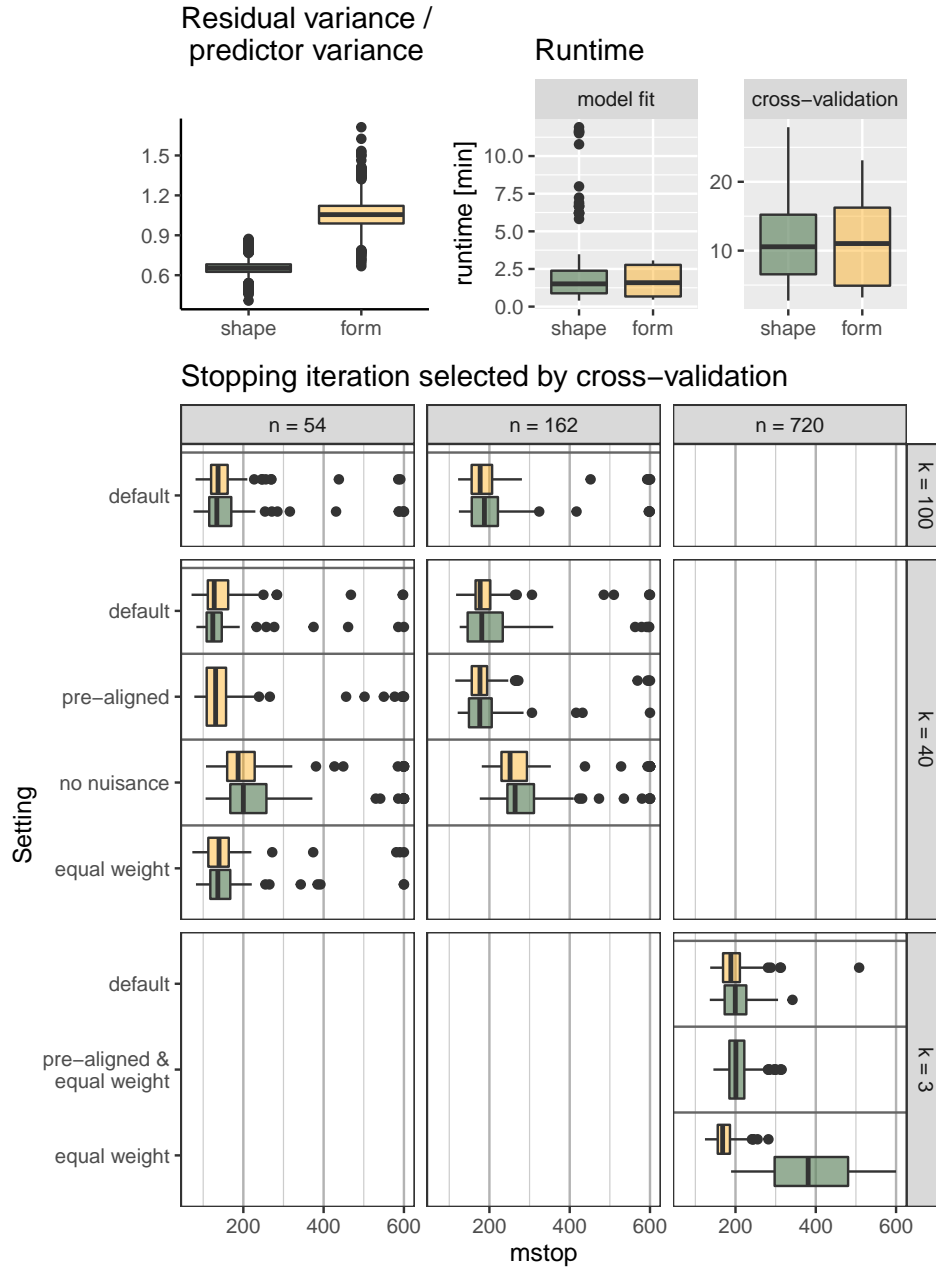 Residual variance /
predictor variance
Runtime
model fit
cross−validation
runtime [min]
1.5
1.2
0.9
0.6
10.0
7.5
5.0
2.5
0.0
20
10
shape
form
shape
form
shape
form
Stopping iteration selected by cross−validation
n = 54
n = 162
n = 720
default
k = 100
default
pre−aligned
no nuisance
equal weight
k = 40
Setting
default
pre−aligned &
equal weight
equal weight
k = 3
200
400
600
200
400
600
200
400
600
mstop